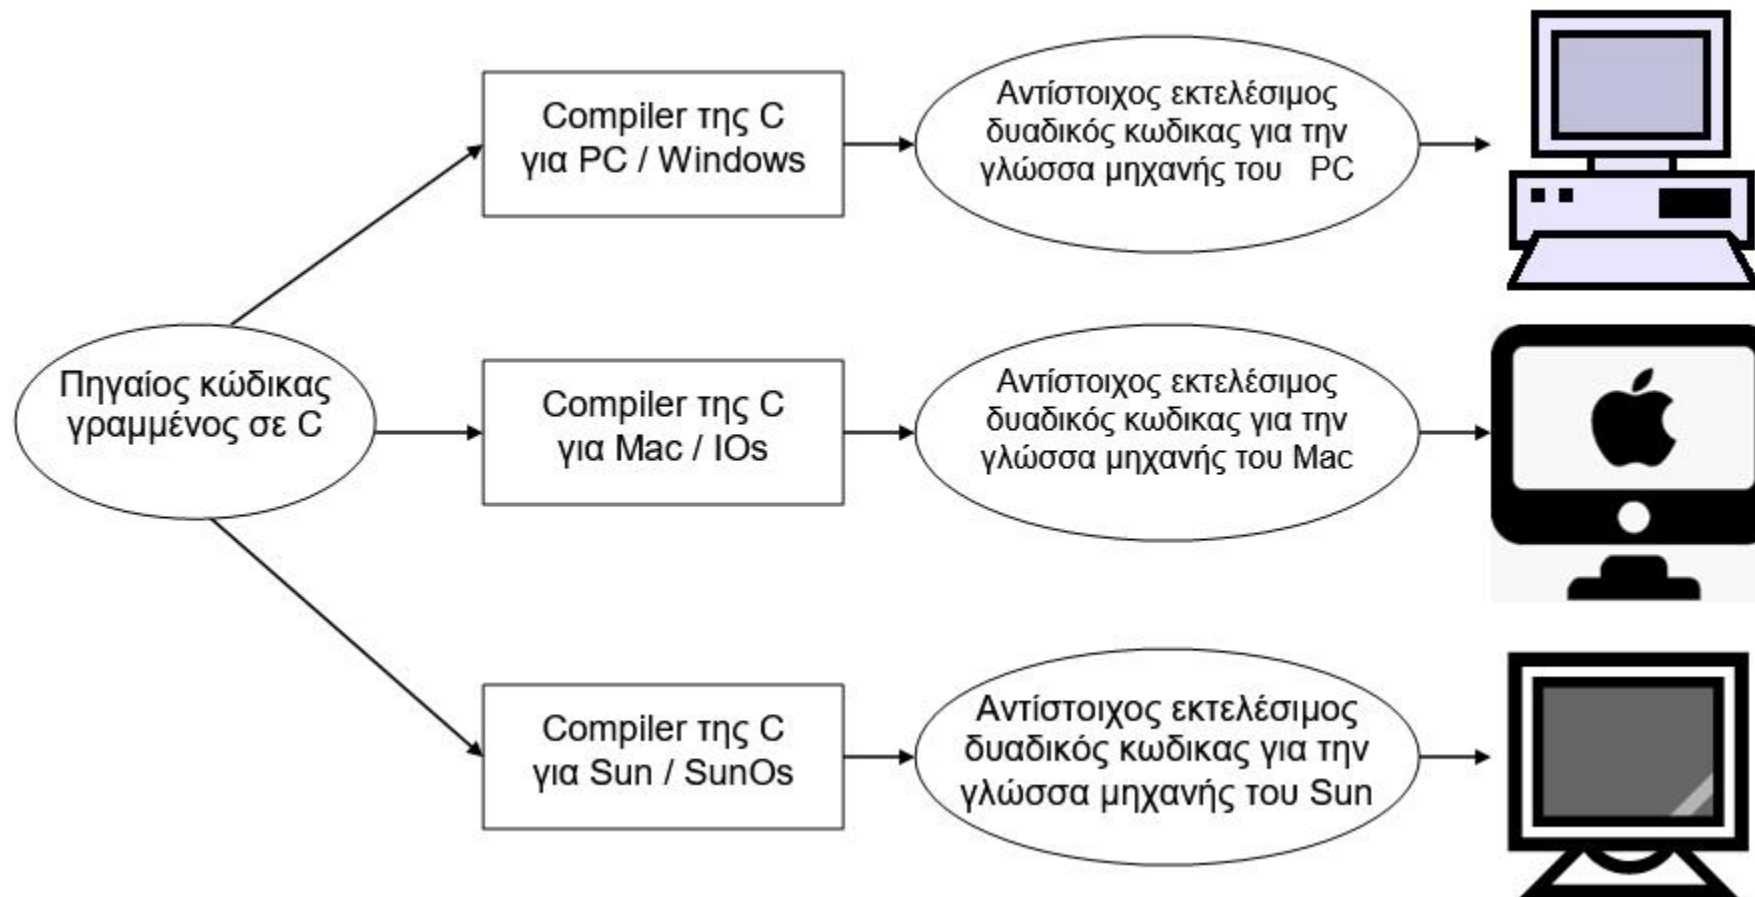 Compiler της C
για PC / Windows
Αντίστοιχος εκτελέσιμος
δυαδικός κωδικας για την
γλώσσα μηχανής του PC
Πηγαίος κώδικας
γραμμένος σε C
Compiler της C
για Mac / IOs
Αντίστοιχος εκτελέσιμος
δυαδικός κωδικας για την
γλώσσα μηχανής του Mac
Compiler της C
για Sun / SunOs
Αντίστοιχος εκτελέσιμος
δυαδικός κωδικας για την
γλώσσα μηχανής του Sun